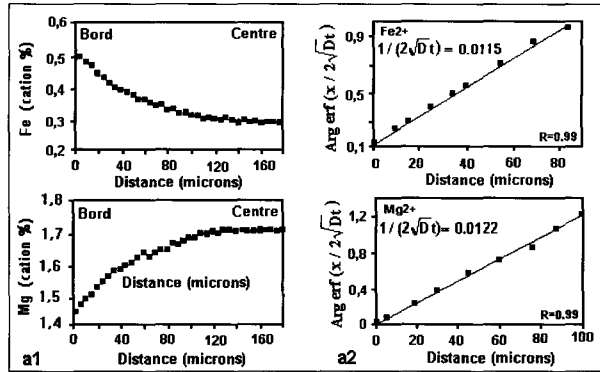 0,6
0,5
0,4
0,3
0,2
Fe (cation %)
Bord Centre
0 40 80 120 160
Distance (microns)
0,9
0,5
0,1
Arg erf (x / 2√Dt)
Fe2+
1 / (2√Dt) = 0.0115
R=0.99
0 20 40 60 80
Distance (microns)
1,8
1,7
1,6
1,5
1,4
Mg (cation %)
Bord Centre
Distance (microns)
0 40 80 120 160
Distance (microns)
a1
1,2
0,8
0,4
0
Arg erf (x / 2√Dt)
Mg2+
1 / (2√Dt)= 0.0122
R=0.99
0 20 40 60 80 100
Distance (microns)
a2